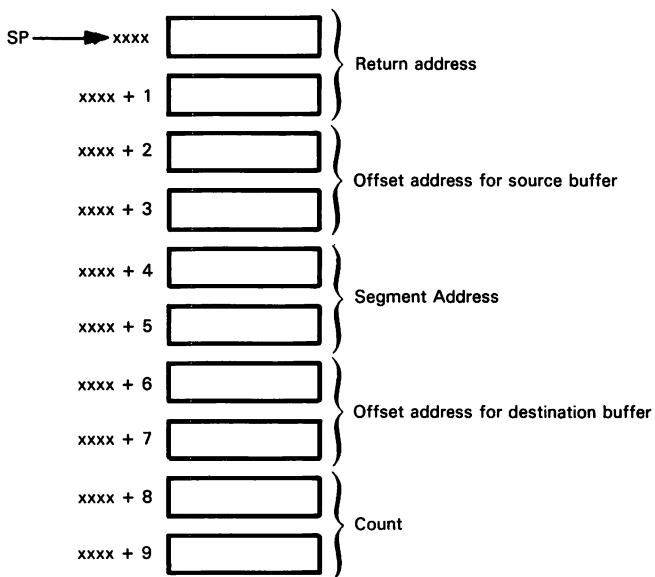 SP xxxx
Return address
xxxx + 1
xxxx + 2
Offset address for source buffer
xxxx + 3
xxxx + 4
Segment Address
xxxx + 5
xxxx + 6
Offset address for destination buffer
xxxx + 7
xxxx + 8
Count
xxxx + 9